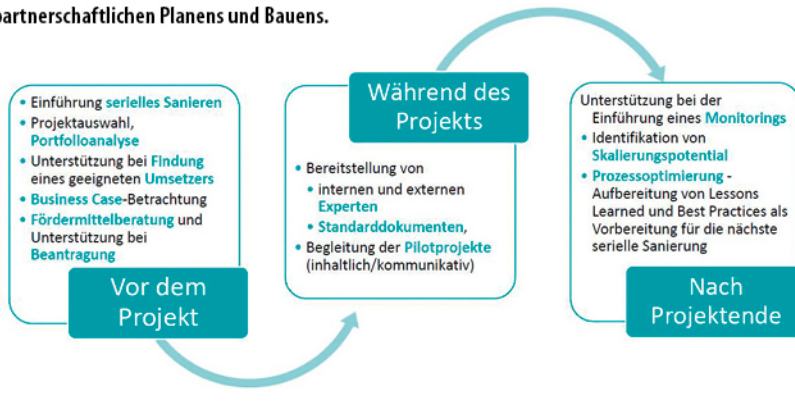 partnerschaftlichen Planens und Bauens.
• Einführung serielles Sanieren
• Projektauswahl,
Portfolioanalyse
• Unterstützung bei Findung
eines geeigneten Umsetzers
• Business Case-Betrachtung
• Fördermittelberatung und
Unterstützung bei
Beantragung
Vor dem
Projekt
Während des
Projekts
• Bereitstellung von
• internen und externen
Experten
• Standarddokumenten,
• Begleitung der Pilotprojekte
(inhaltlich/kommunikativ)
Unterstützung bei der
Einführung eines Monitorings
• Identifikation von
Skalierungspotential
• Prozessoptimierung -
Aufbereitung von Lessons
Learned und Best Practices als
Vorbereitung für die nächste
serielle Sanierung
Nach
Projektende